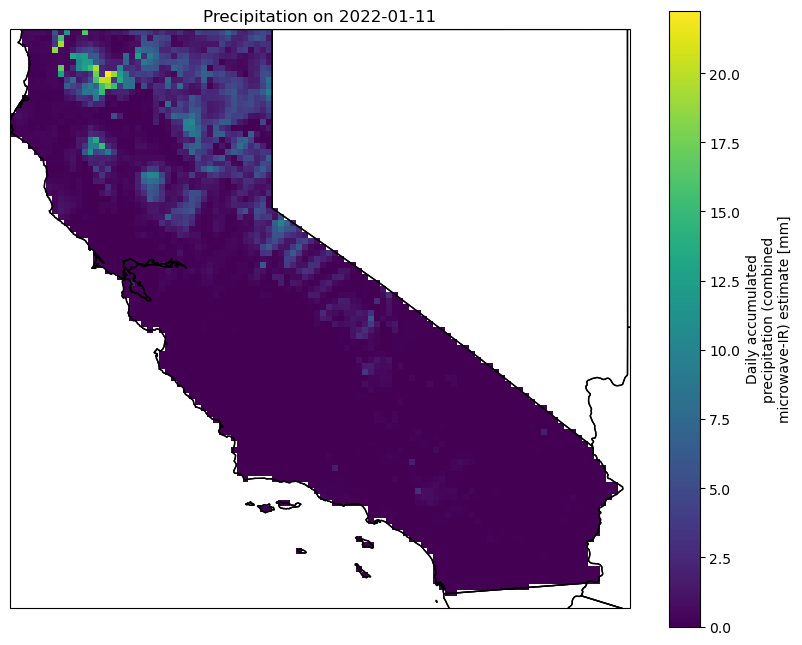 Precipitation on 2022-01-11
20.0
17.5
15.0
12.5
10.0
7.5
5.0
2.5
0.0
Daily accumulated
precipitation (combined
microwave-IR) estimate [mm]